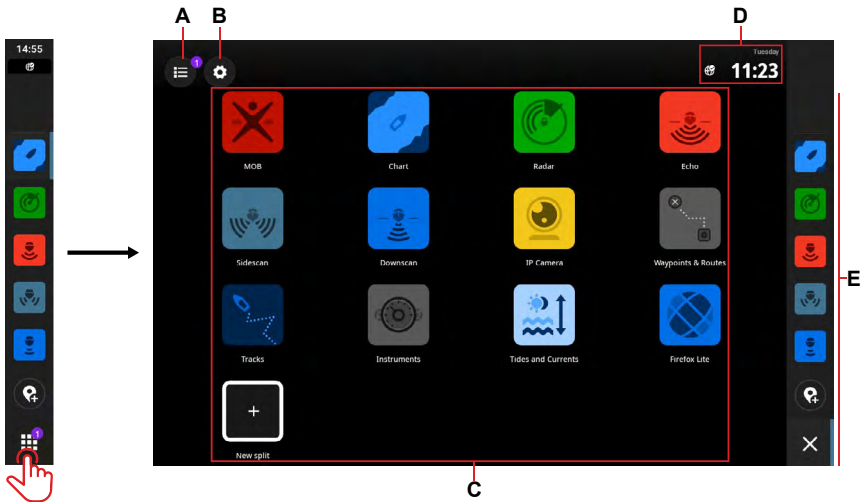 A
B
D
14:55
1
Tuesday
11:23
MOB
Chart
Radar
Echo
E
Sidescan
Downscan
IP Camera
Waypoints & Routes
Tracks
Instruments
Tides and Currents
Firefox Lite
1
New split
C